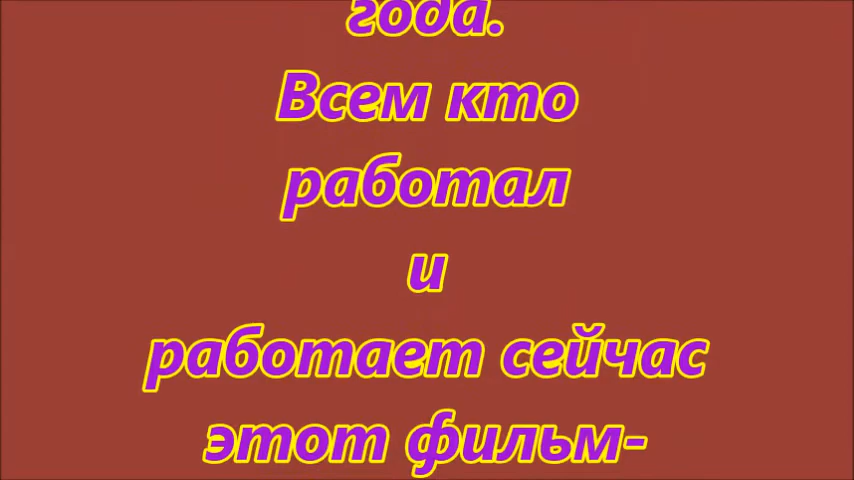 года.
Всем кто
работал
и
работает сейчас
этот фильм-